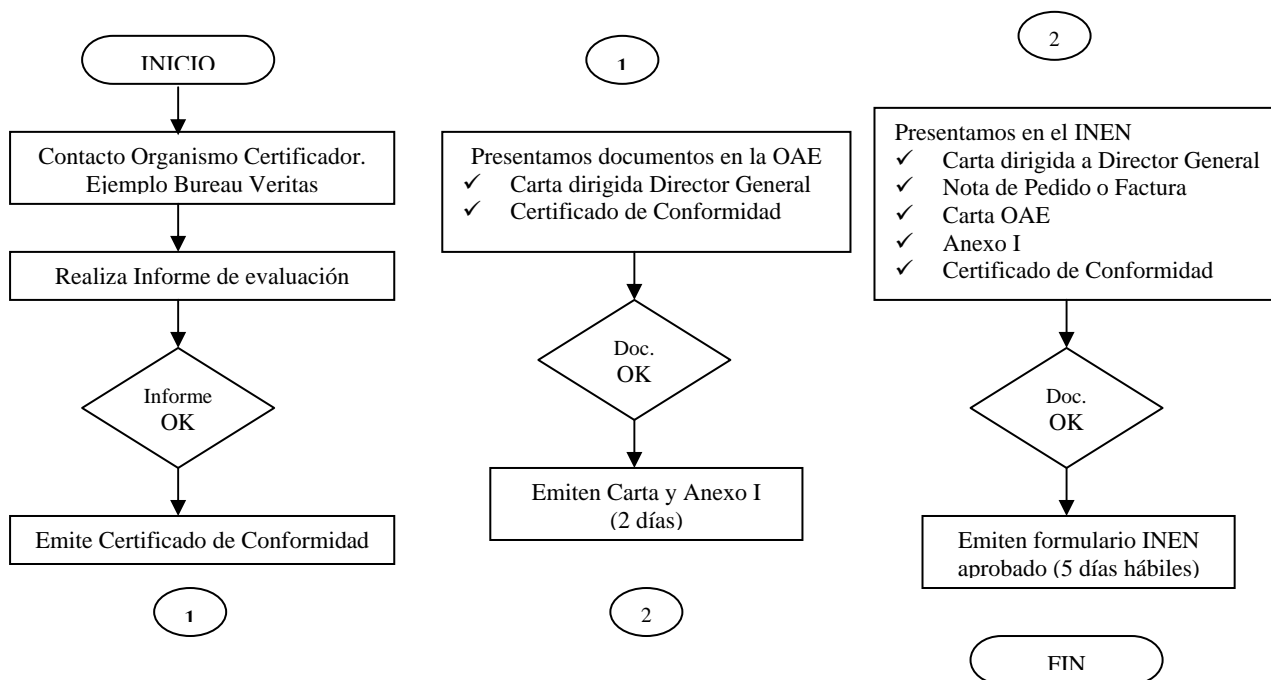 INICIO
Contacto Organismo Certificador.
Ejemplo Bureau Veritas
Realiza Informe de evaluación
Informe
OK
Emite Certificado de Conformidad
1
1
Presentamos documentos en la OAE
✓ Carta dirigida Director General
✓ Certificado de Conformidad
Doc.
OK
Emiten Carta y Anexo I
(2 días)
2
2
Presentamos en el INEN
✓ Carta dirigida a Director General
✓ Nota de Pedido o Factura
✓ Carta OAE
✓ Anexo I
✓ Certificado de Conformidad
Doc.
OK
Emiten formulario INEN
aprobado (5 días hábiles)
FIN